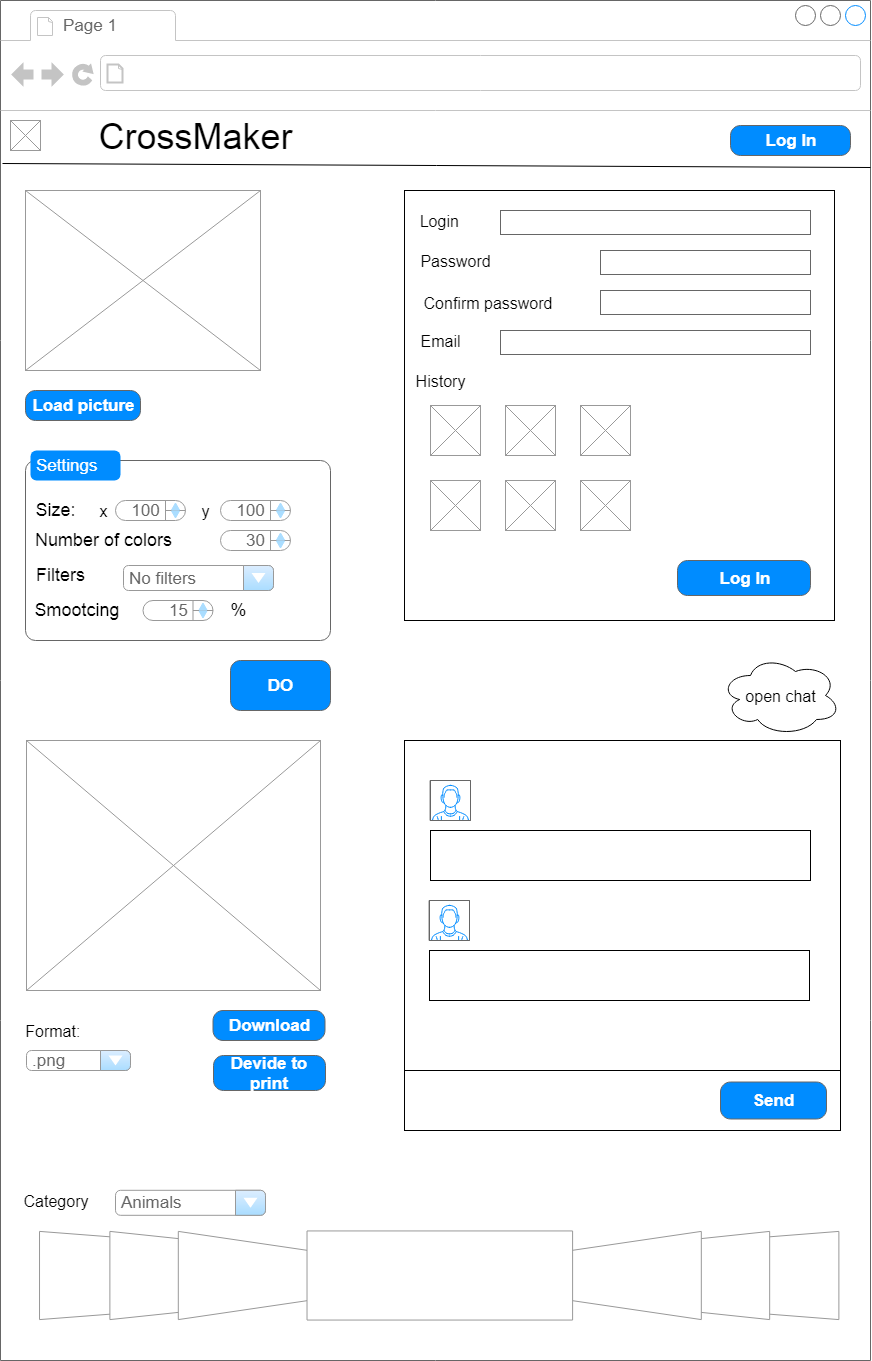 Page 1
CrossMaker
Log In
Login
Password
Confirm password
Email
History
Log In
Load picture
Settings
Size: x 100 y 100
Number of colors 30
Filters No filters
Smootcing 15 %
DO
open chat
Format:
.png
Download
Devide to
print
Send
Category Animals